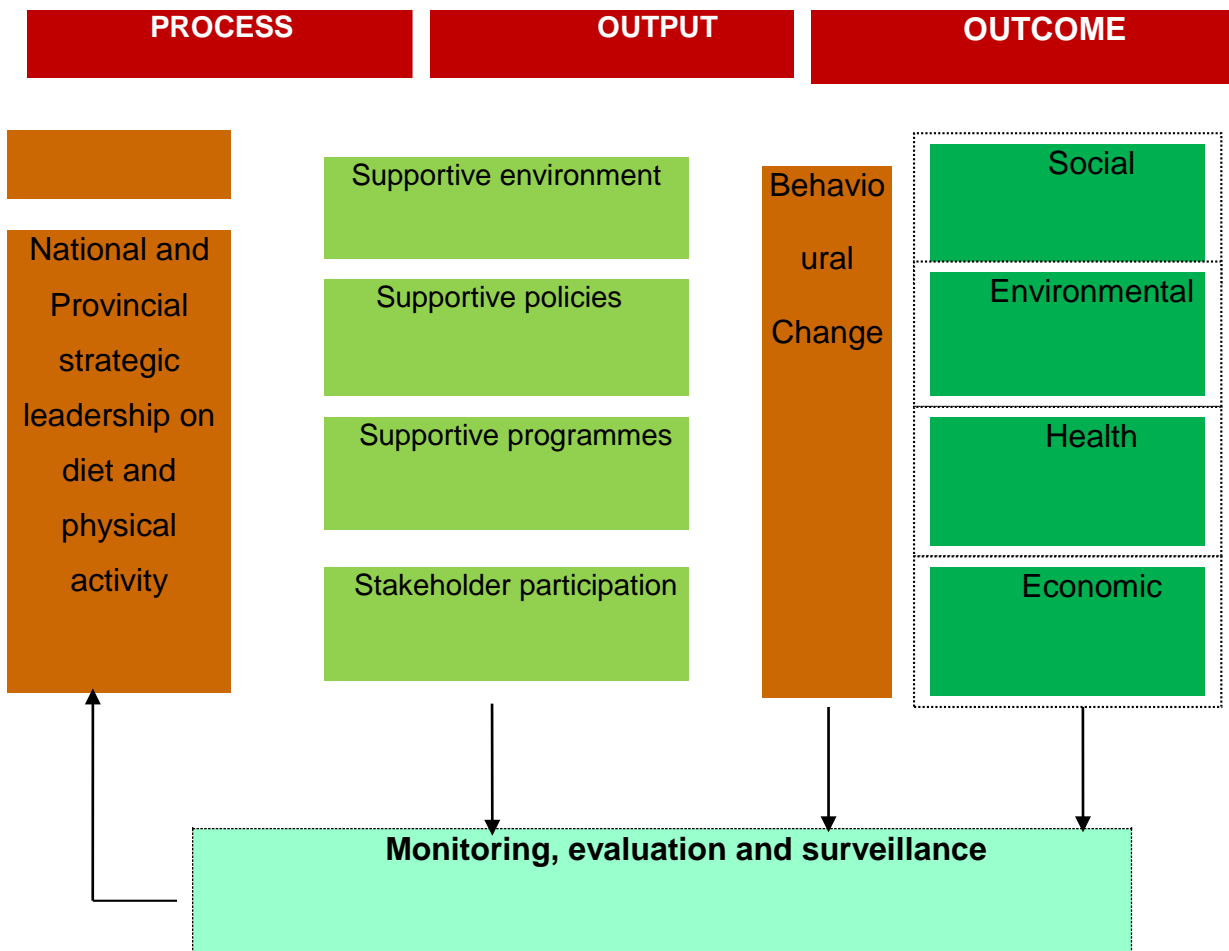 PROCESS
OUTPUT
OUTCOME
National and
Provincial
strategic
leadership on
diet and
physical
activity
Supportive environment
Supportive policies
Supportive programmes
Stakeholder participation
Behavio
ural
Change
Social
Environmental
Health
Economic
Monitoring, evaluation and surveillance